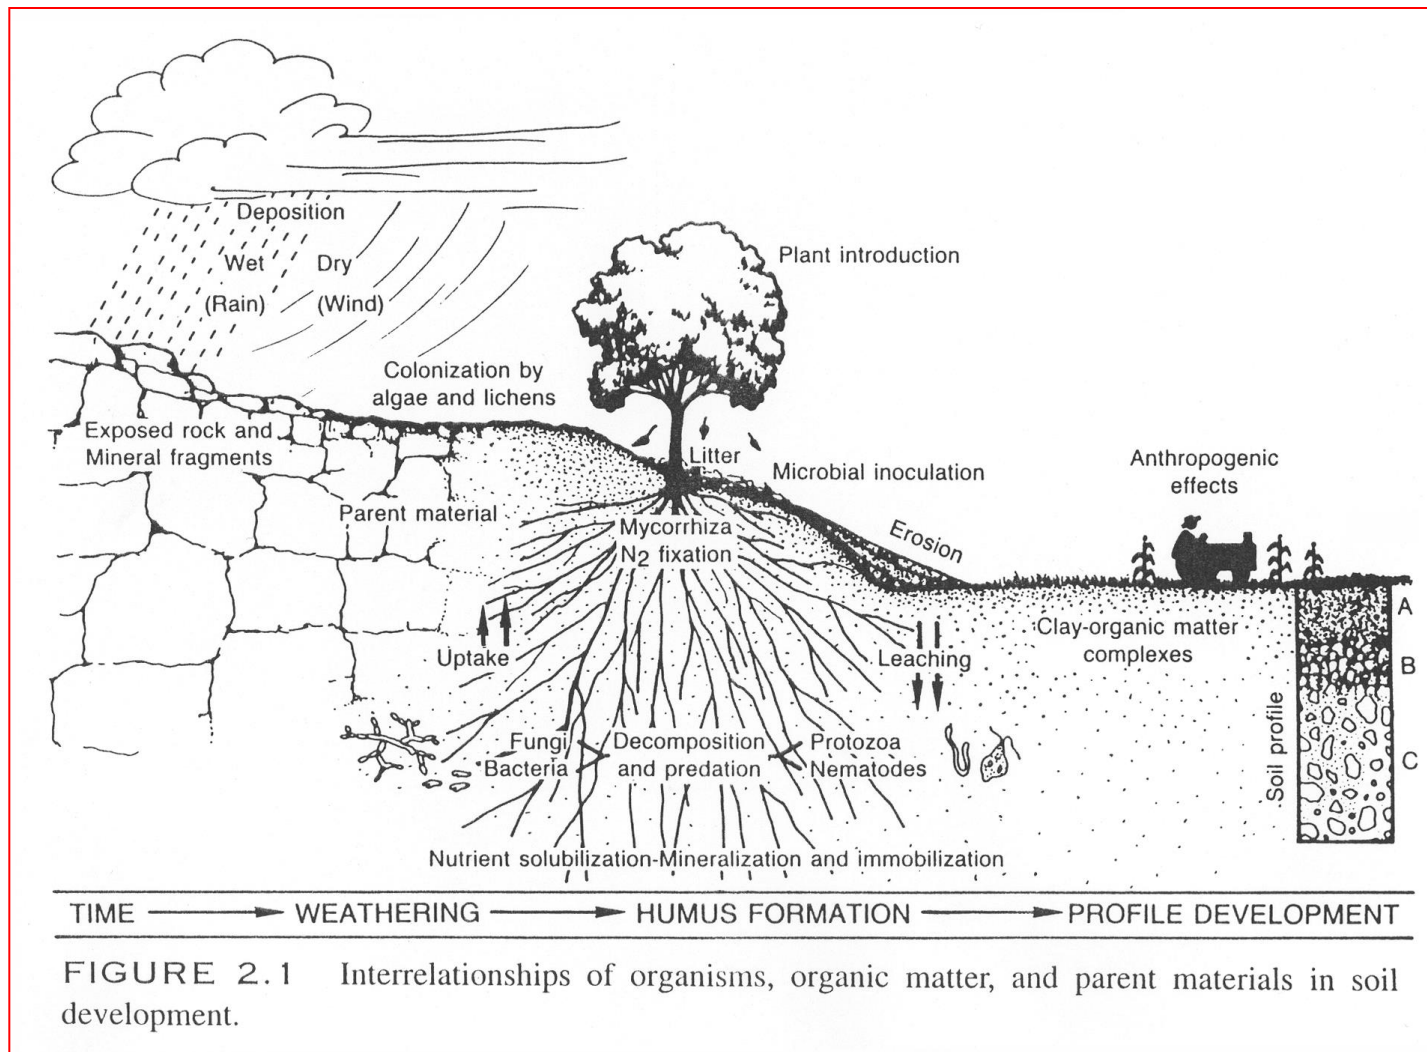 Deposition
Wet Dry
(Rain) (Wind)
Plant introduction
Colonization by
algae and lichens
Exposed rock and
Mineral fragments
Litter
Microbial inoculation
Anthropogenic
effects
Parent material
Mycorrhiza
N2 fixation
Erosion
A
Clay-organic matter
complexes
Uptake
Leaching
B
Soil profile
Fungi
Bacteria
Decomposition
and predation
Protozoa
Nematodes
C
Nutrient solubilization-Mineralization and immobilization
TIME WEATHERING HUMUS FORMATION PROFILE DEVELOPMENT
FIGURE 2.1 Interrelationships of organisms, organic matter, and parent materials in soil
development.